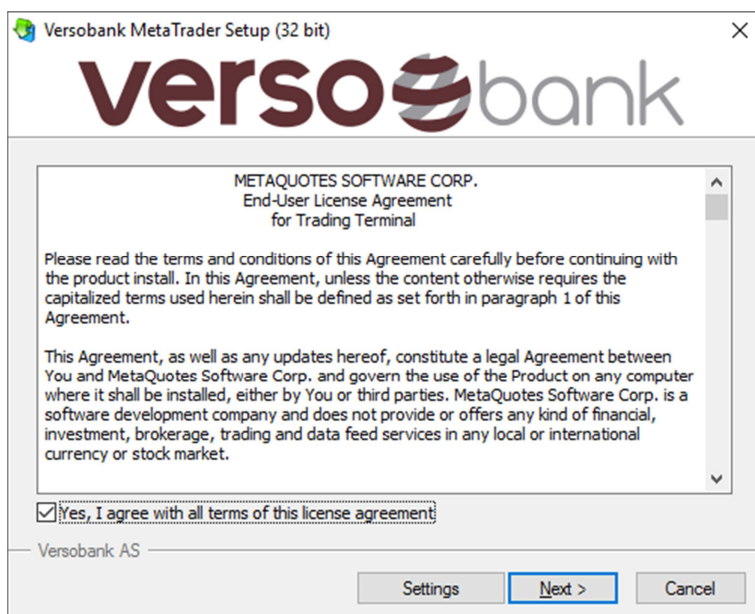 Versobank MetaTrader Setup (32 bit)
verso bank
METAQUOTES SOFTWARE CORP.
End-User License Agreement
for Trading Terminal
Please read the terms and conditions of this Agreement carefully before continuing with
the product install. In this Agreement, unless the content otherwise requires the
capitalized terms used herein shall be defined as set forth in paragraph 1 of this
Agreement.
This Agreement, as well as any updates hereof, constitute a legal Agreement between
You and MetaQuotes Software Corp. and govern the use of the Product on any computer
where it shall be installed, either by You or third parties. MetaQuotes Software Corp. is a
software development company and does not provide or offers any kind of financial,
investment, brokerage, trading and data feed services in any local or international
currency or stock market.
Yes, I agree with all terms of this license agreement
Versobank AS
Settings Next > Cancel